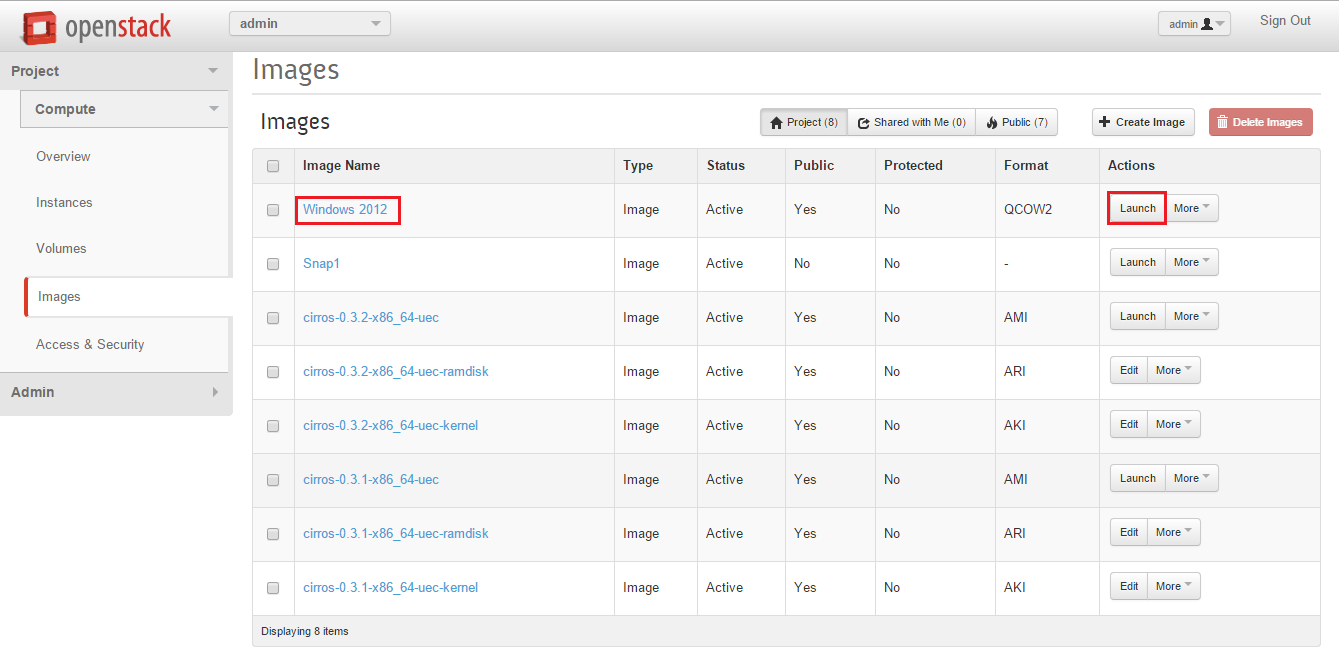 openstack admin admin Sign Out
Project
Compute
Overview
Instances
Volumes
Images
Access & Security
Admin
Images
Images Project (8) Shared with Me (0) Public (7) Create Image Delete Images
Image Name Type Status Public Protected Format Actions
Windows 2012 Image Active Yes No QCOW2 Launch More
Snap1 Image Active No No - Launch More
cirros-0.3.2-x86_64-uec Image Active Yes No AMI Launch More
cirros-0.3.2-x86_64-uec-ramdisk Image Active Yes No ARI Edit More
cirros-0.3.2-x86_64-uec-kernel Image Active Yes No AKI Edit More
cirros-0.3.1-x86_64-uec Image Active Yes No AMI Launch More
cirros-0.3.1-x86_64-uec-ramdisk Image Active Yes No ARI Edit More
cirros-0.3.1-x86_64-uec-kernel Image Active Yes No AKI Edit More
Displaying 8 items